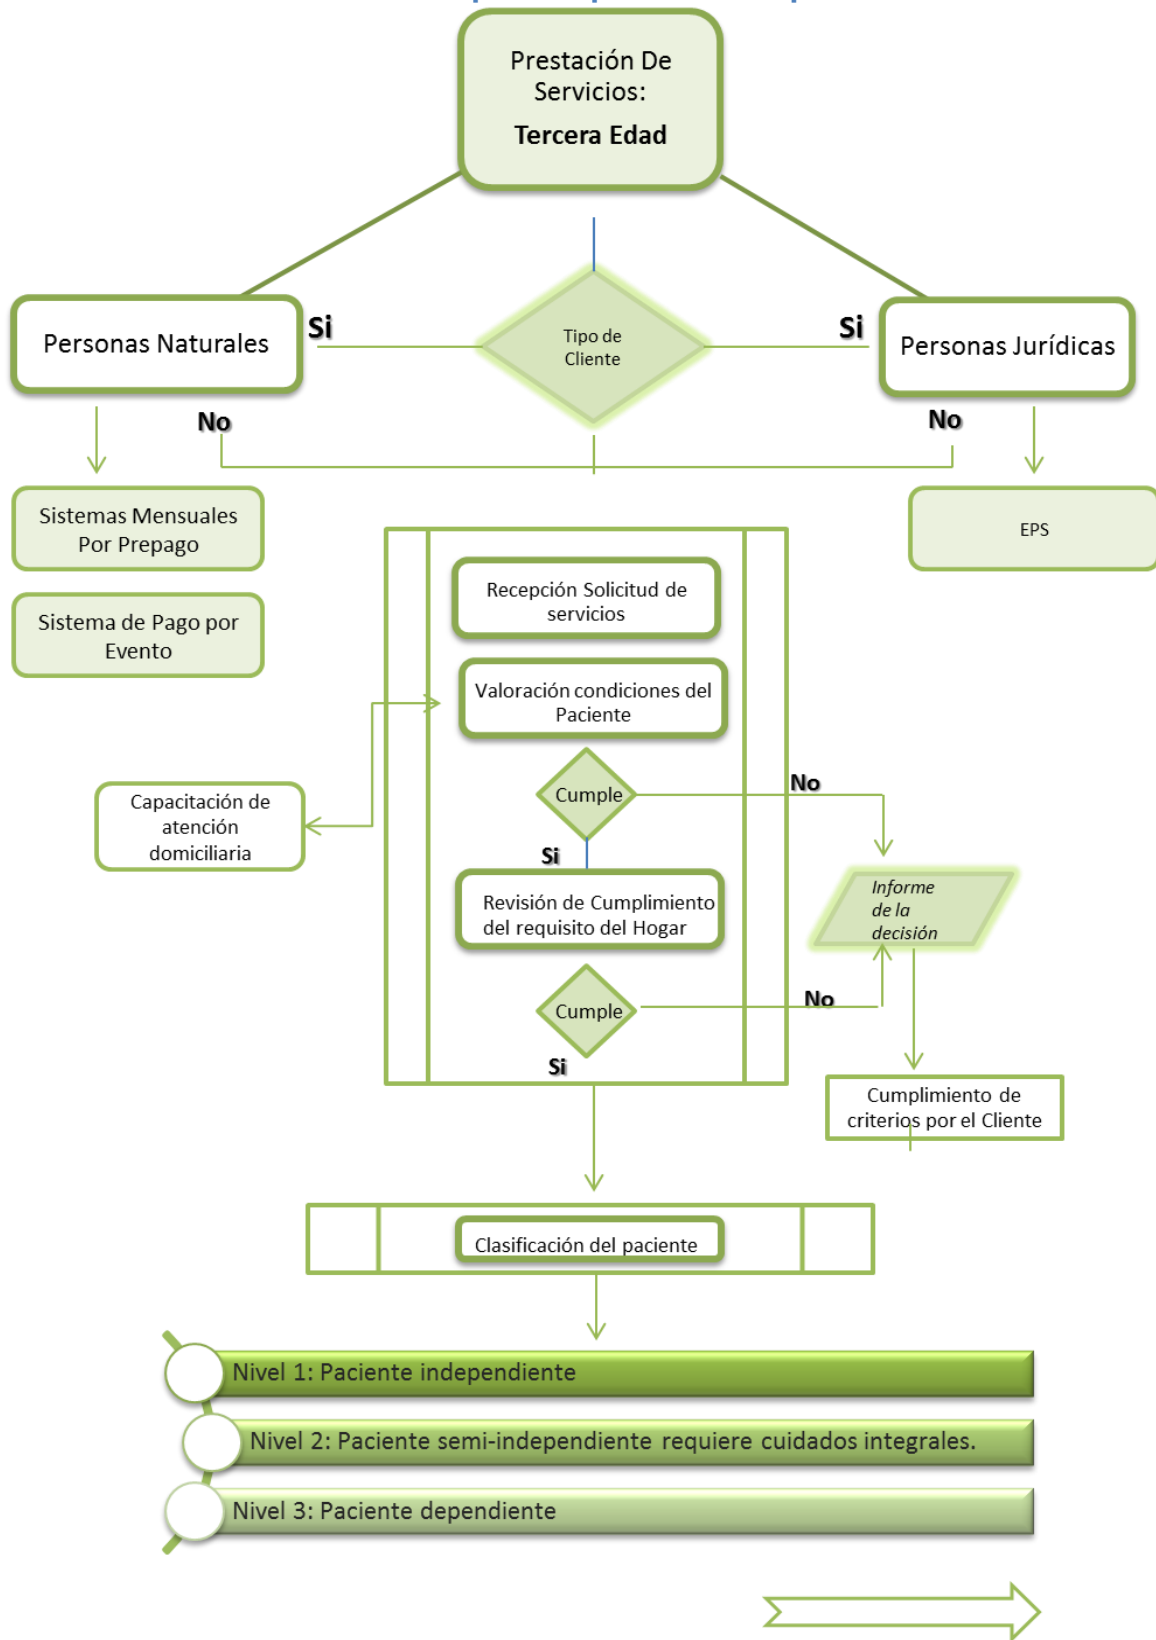 Prestación De
Servicios:
Tercera Edad
Personas Naturales
Si
Tipo de
Cliente
Si
Personas Jurídicas
No
No
Sistemas Mensuales
Por Prepago
EPS
Sistema de Pago por
Evento
Recepción Solicitud de
servicios
Valoración condiciones del
Paciente
Capacitación de
atención
domiciliaria
Cumple
No
Si
Revisión de Cumplimiento
del requisito del Hogar
Informe
de la
decisión
Cumple
No
Si
Cumplimiento de
criterios por el Cliente
Clasificación del paciente
Nivel 1: Paciente independiente
Nivel 2: Paciente semi-independiente requiere cuidados integrales.
Nivel 3: Paciente dependiente